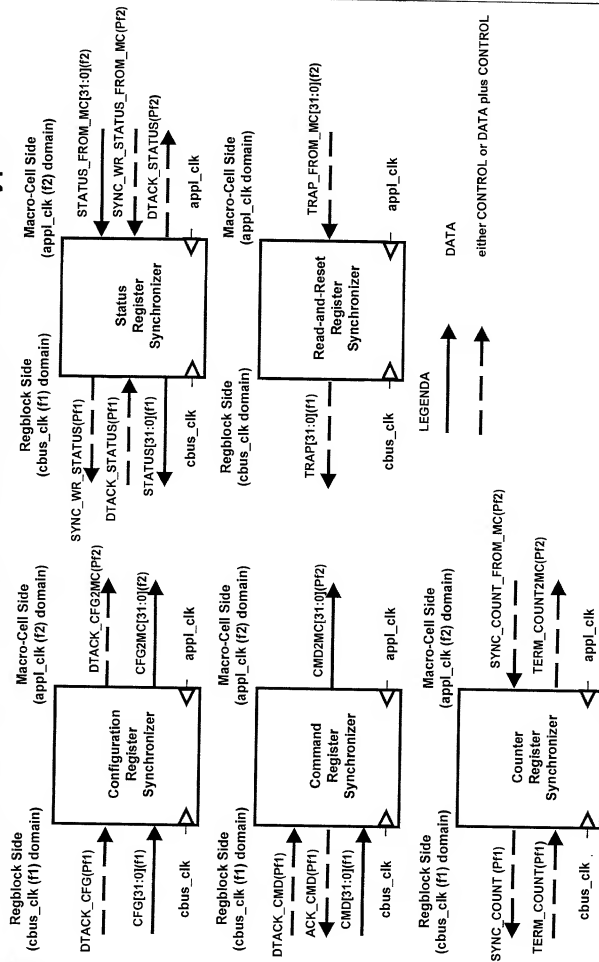 Regblock Side
(cbus_clk (f1) domain)
Macro-Cell Side
(appl_clk (f2) domain)
DTACK_CFG(Pf1)
CFG[31:0](f1)
cbus_clk
Configuration
Register
Synchronizer
DTACK_CFG2MC(Pf2)
CFG2MC[31:0](f2)
appl_clk
Regblock Side
(cbus_clk (f1) domain)
Macro-Cell Side
(appl_clk (f2) domain)
SYNC_WR_STATUS(Pf1)
DTACK_STATUS(Pf1)
STATUS[31:0](f1)
cbus_clk
Status
Register
Synchronizer
STATUS_FROM_MC[31:0](f2)
SYNC_WR_STATUS_FROM_MC(Pf2)
DTACK_STATUS(Pf2)
appl_clk
Regblock Side
(cbus_clk (f1) domain)
Macro-Cell Side
(appl_clk (f2) domain)
DTACK_CMD(Pf1)
ACK_CMD(Pf1)
CMD[31:0](f1)
cbus_clk
Command
Register
Synchronizer
CMD2MC[31:0](Pf2)
appl_clk
Regblock Side
(cbus_clk (f1) domain)
Macro-Cell Side
(appl_clk (f2) domain)
TRAP[31:0](f1)
cbus_clk
Read-and-Reset
Register
Synchronizer
TRAP_FROM_MC[31:0](f2)
appl_clk
Regblock Side
(cbus_clk (f1) domain)
Macro-Cell Side
(appl_clk (f2) domain)
SYNC_COUNT (Pf1)
TERM_COUNT(Pf1)
cbus_clk
Counter
Register
Synchronizer
SYNC_COUNT_FROM_MC(Pf2)
TERM_COUNT2MC(Pf2)
appl_clk
LEGENDA
DATA
either CONTROL or DATA plus CONTROL